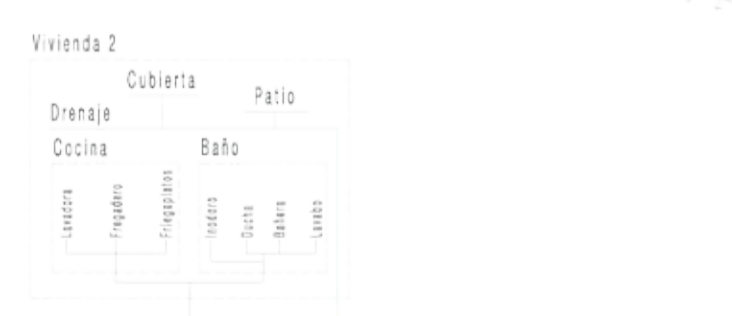 Vivienda 2
Cubierta
Patio
Drenaje
Cocina
Baño
Lavadora
Fregadero
Friegaplatos
Inodoro
Ducha
Bañera
Lavabo